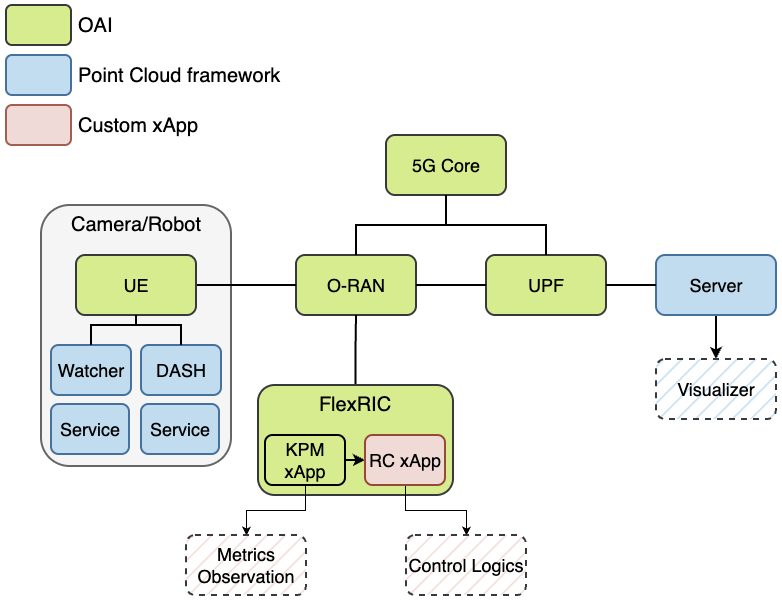 OAI
Point Cloud framework
Custom xApp
5G Core
Camera/Robot
UE
O-RAN
UPF
Server
Watcher
DASH
Visualizer
Service
Service
FlexRIC
KPM
xApp
RC xApp
Metrics
Observation
Control Logics